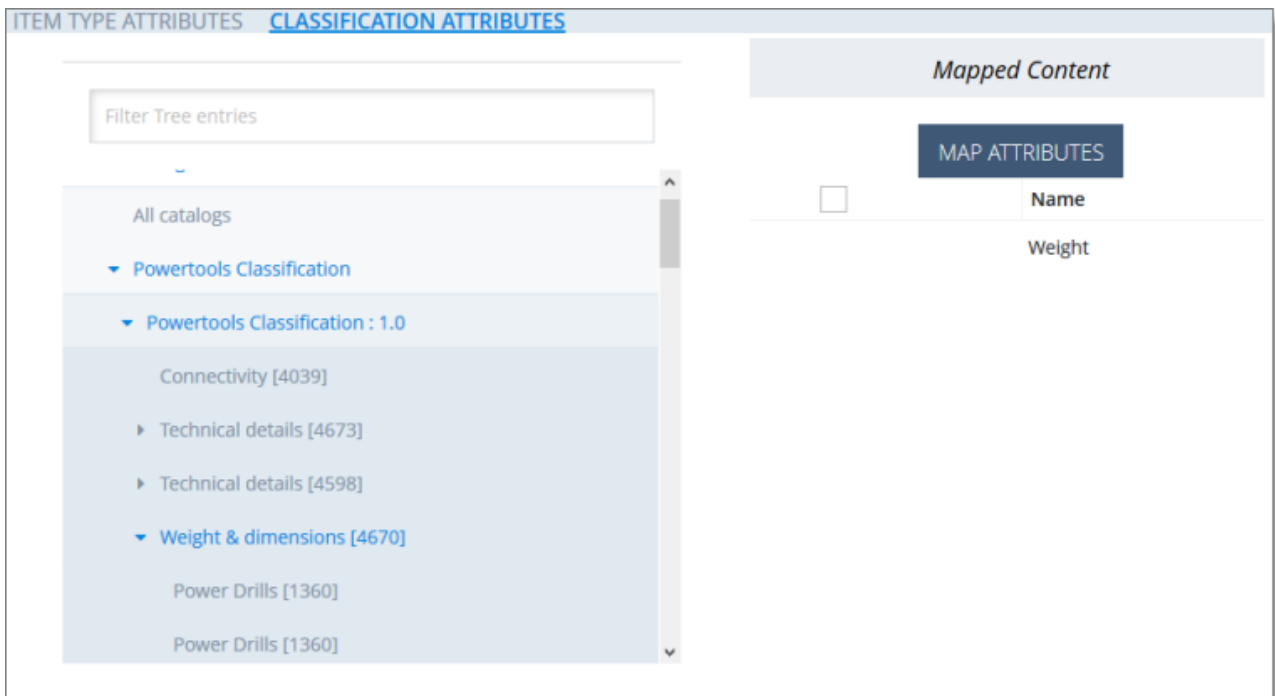 ITEM TYPE ATTRIBUTES CLASSIFICATION ATTRIBUTES
Filter Tree entries
All catalogs
Powertools Classification
Powertools Classification : 1.0
Connectivity [4039]
Technical details [4673]
Technical details [4598]
Weight & dimensions [4670]
Power Drills [1360]
Power Drills [1360]
Mapped Content
MAP ATTRIBUTES
Name
Weight